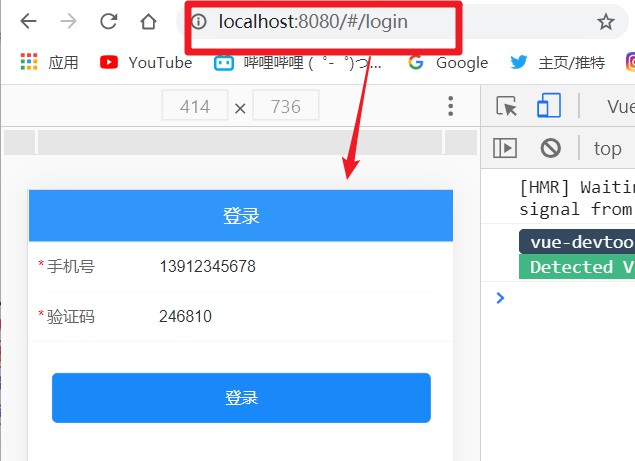 localhost:8080/#/login
应用 YouTube 哔哩哔哩 (゜-゜)つ... Google 主页/推特
414 × 736
Vue
top
[HMR] Waitin
signal from
登录
vue-devtoo
Detected V
*手机号 13912345678
*验证码 246810
登录